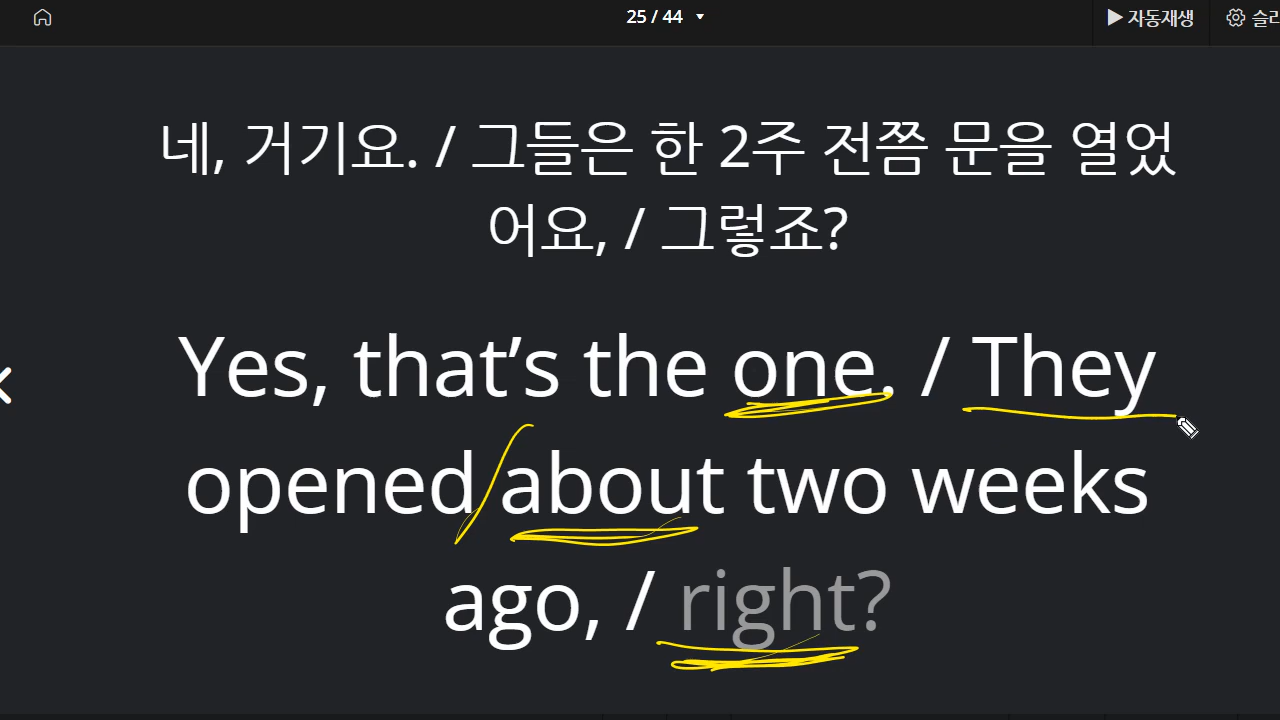 25 / 44
자동재생
네, 거기요. / 그들은 한 2주 전쯤 문을 열었
어요, / 그렇죠?
Yes, that’s the one. / They
opened about two weeks
ago, / right?